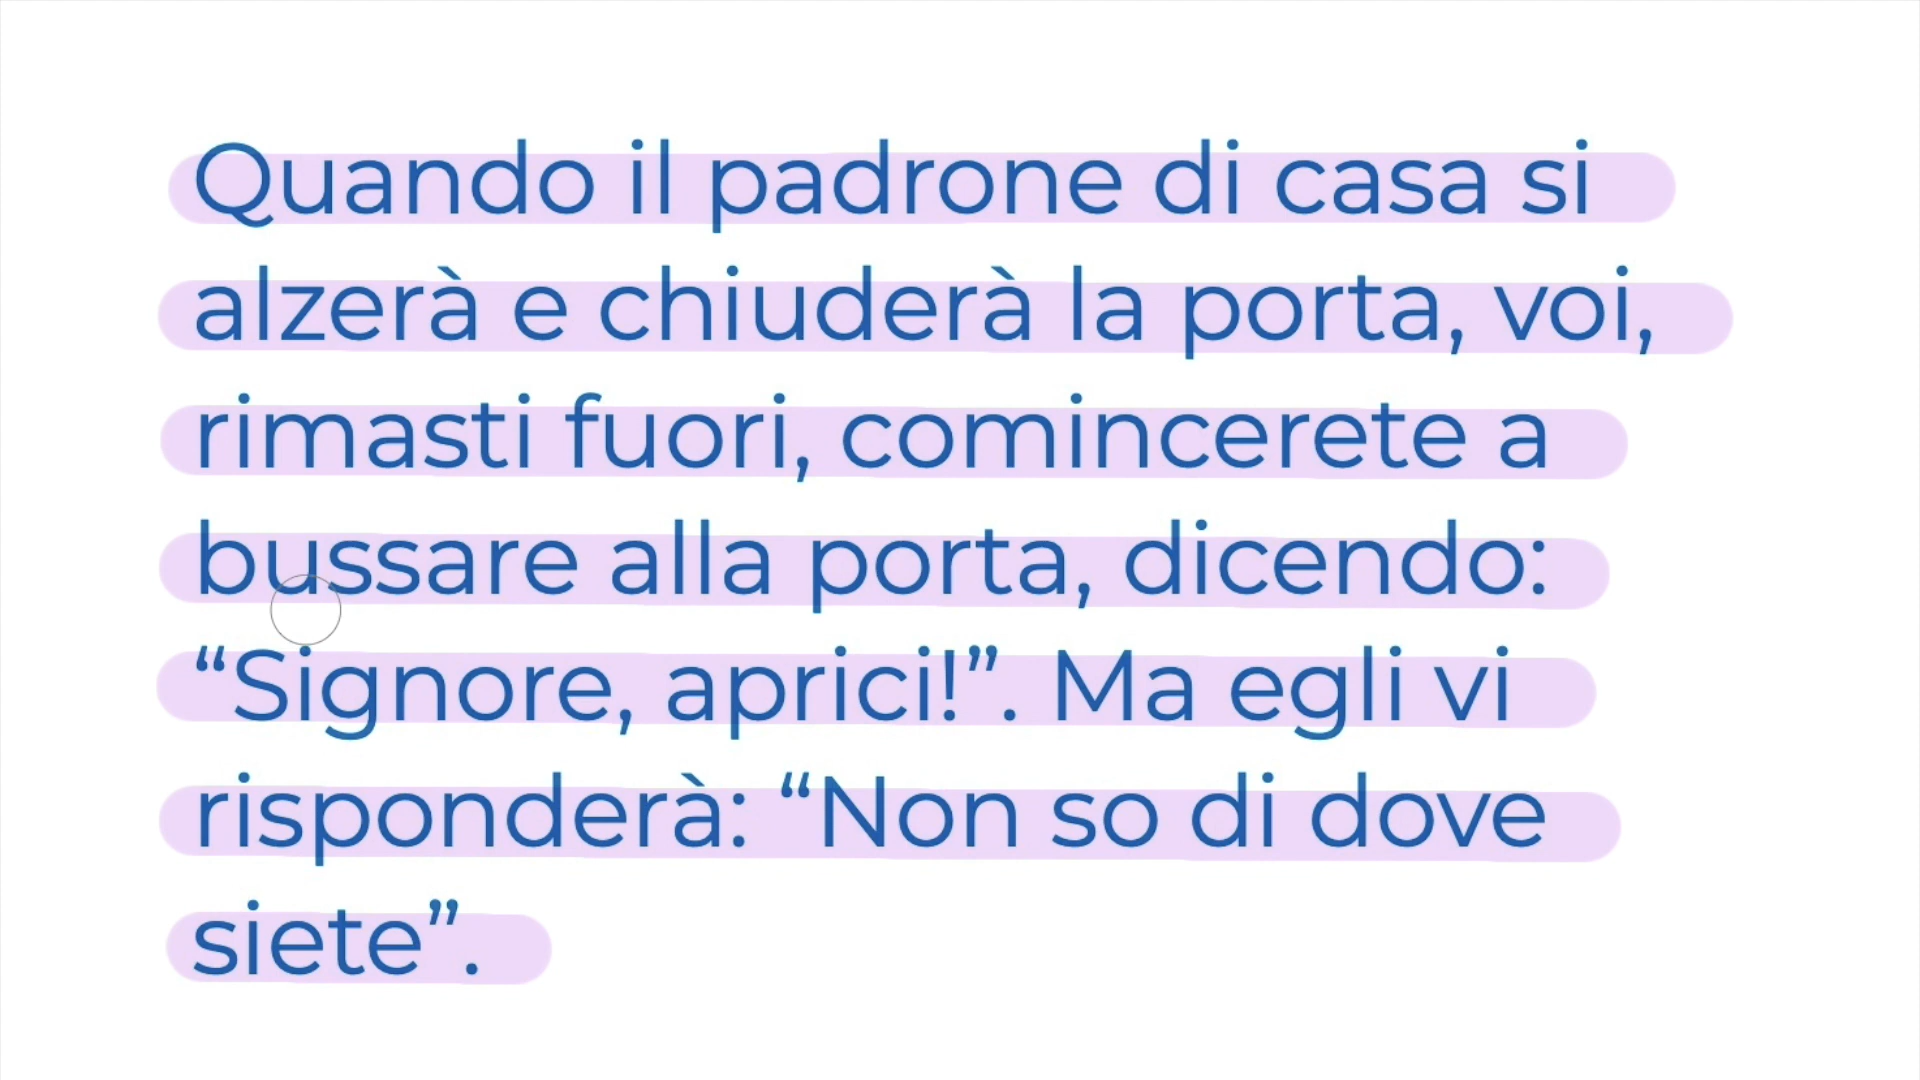 Quando il padrone di casa si
alzerà e chiuderà la porta, voi,
rimasti fuori, comincerete a
bussare alla porta, dicendo:
“Signore, aprici!”. Ma egli vi
risponderà: “Non so di dove
siete”.